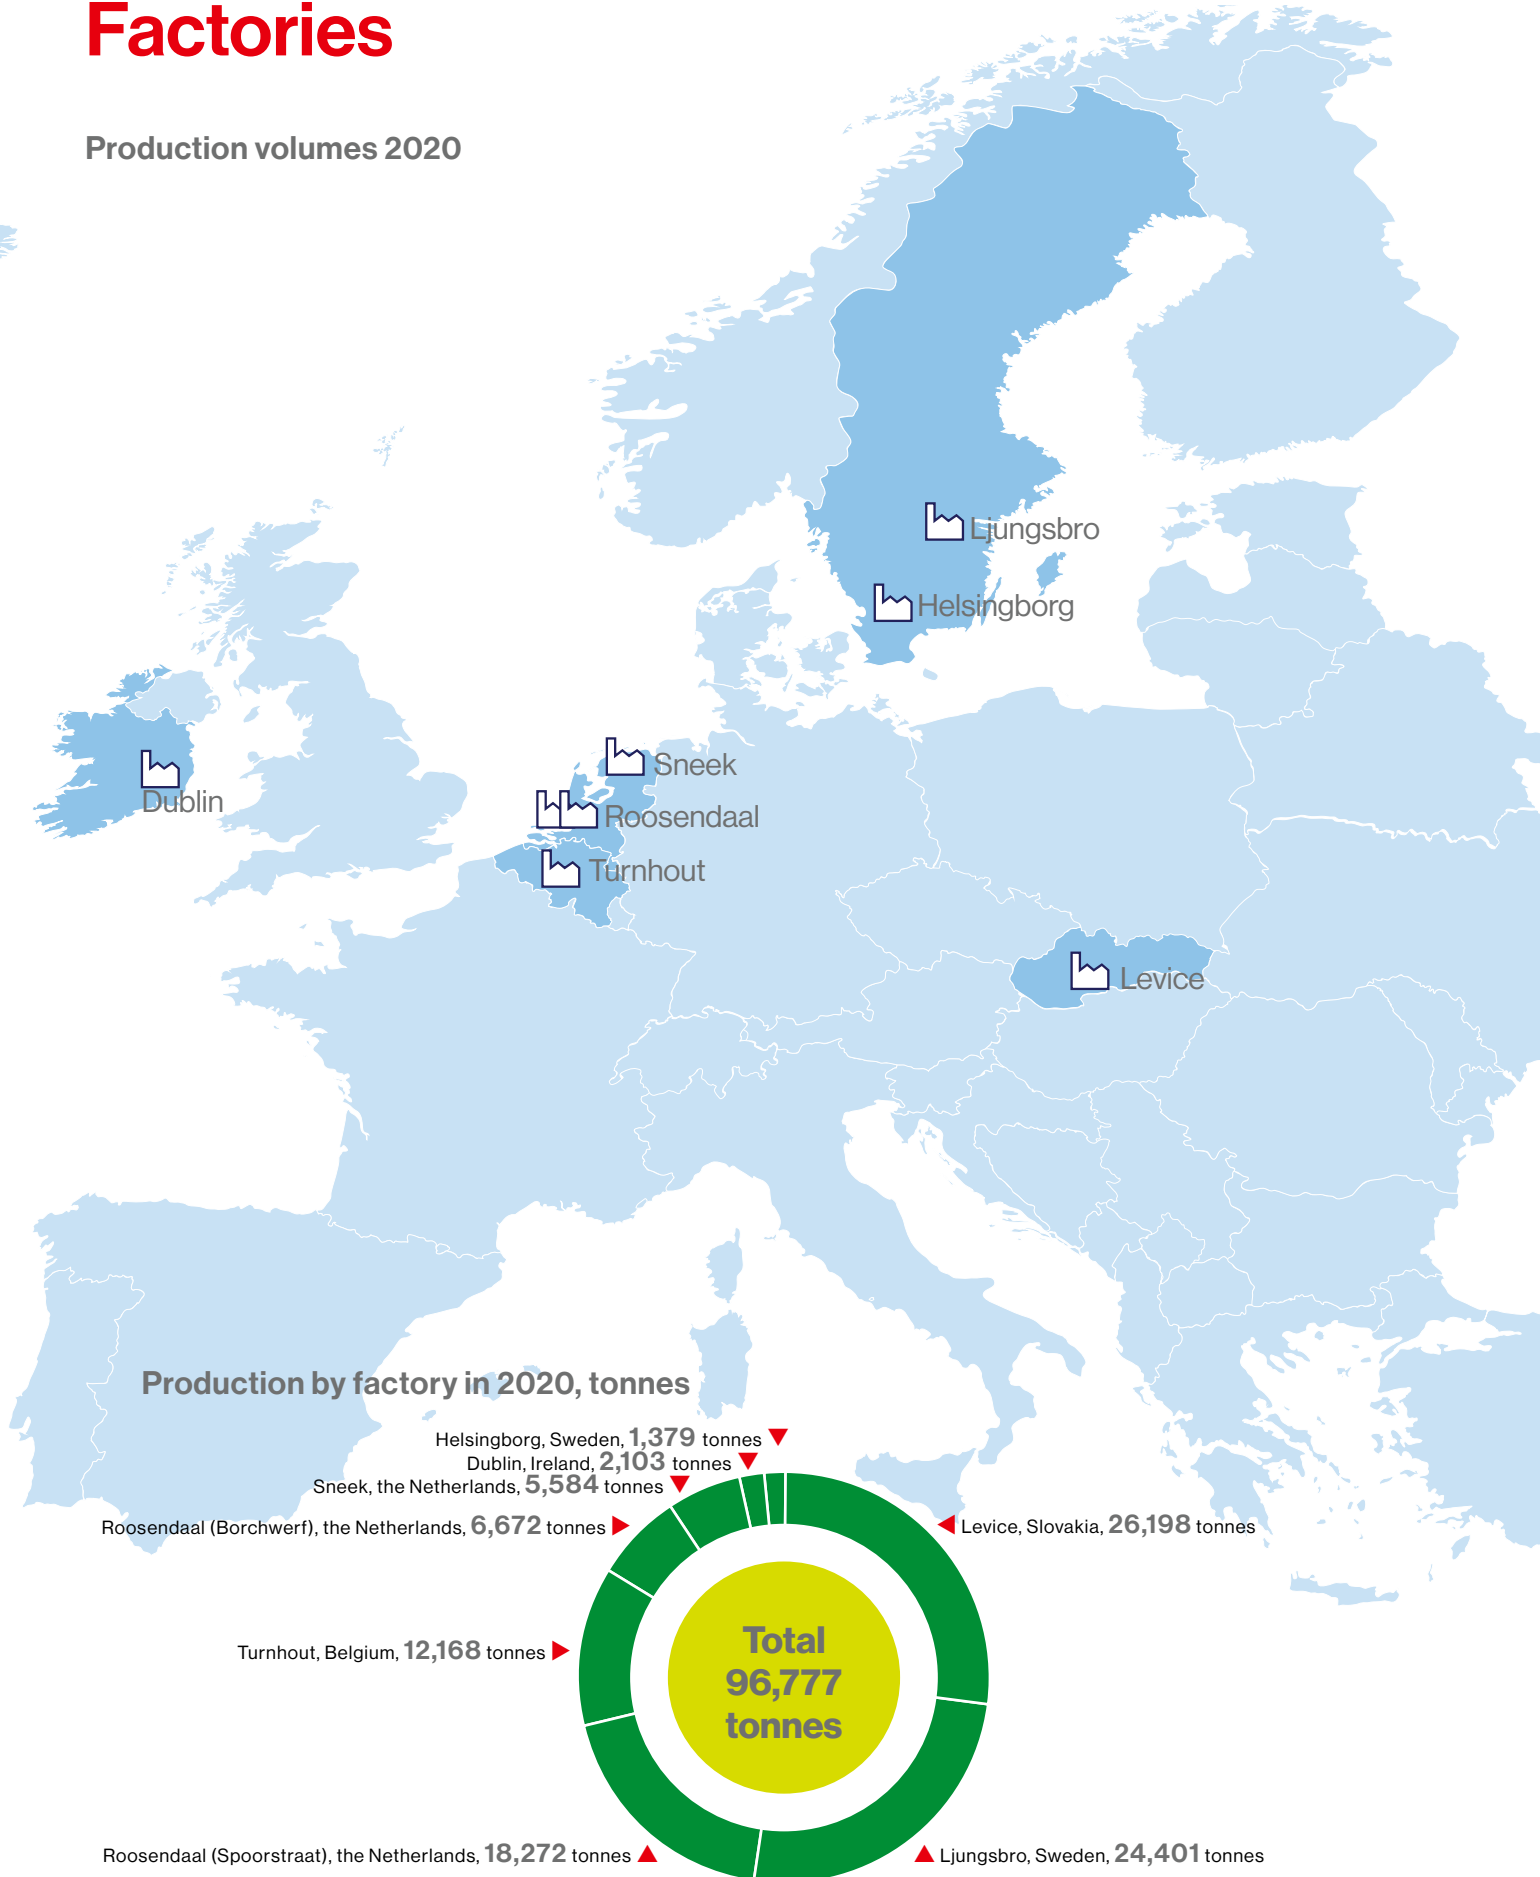 Factories
Production volumes 2020
Ljungsbro
Helsingborg
Sneek
Dublin
Roosendaal
Turnhout
Levice
Production by factory in 2020, tonnes
Helsingborg, Sweden, 1,379 tonnes
Dublin, Ireland, 2,103 tonnes
Sneek, the Netherlands, 5,584 tonnes
Roosendaal (Borchwerf), the Netherlands, 6,672 tonnes
Levice, Slovakia, 26,198 tonnes
Turnhout, Belgium, 12,168 tonnes
Total
96,777
tonnes
Roosendaal (Spoorstraat), the Netherlands, 18,272 tonnes
Ljungsbro, Sweden, 24,401 tonnes